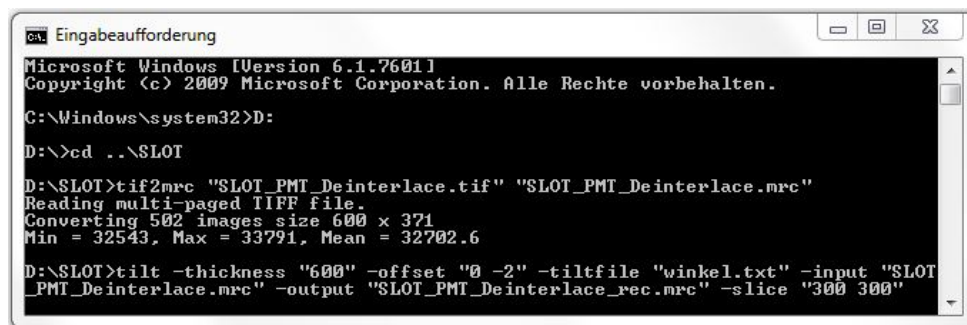 Eingabeaufforderung
Microsoft Windows [Version 6.1.7601]
Copyright (c) 2009 Microsoft Corporation. Alle Rechte vorbehalten.
C:\Windows\system32>D:
D:\>cd ..\SLOT
D:\SLOT>tif2mrc "SLOT_PMT_Deinterlace.tif" "SLOT_PMT_Deinterlace.mrc"
Reading multi-paged TIFF file.
Converting 502 images size 600 x 371
Min = 32543, Max = 33791, Mean = 32702.6
D:\SLOT>tilt -thickness "600" -offset "0 -2" -tiltfile "winkel.txt" -input "SLOT
_PMT_Deinterlace.mrc" -output "SLOT_PMT_Deinterlace_rec.mrc" -slice "300 300"